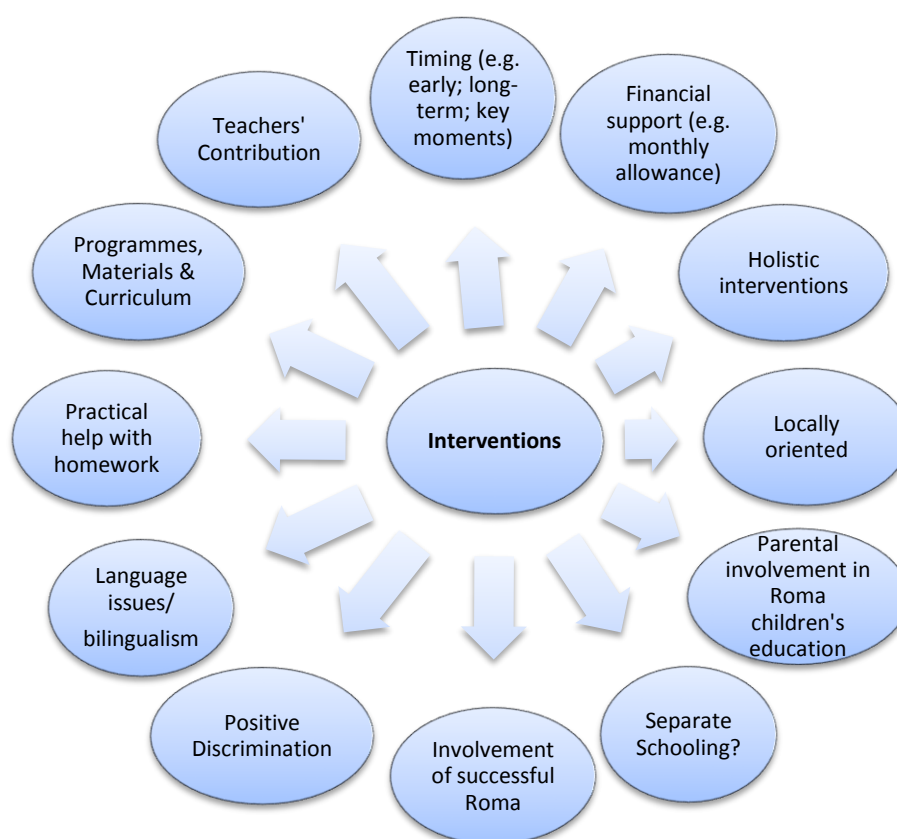 Timing (e.g.
early; long-
term; key
moments)
Financial
support (e.g.
monthly
allowance)
Holistic
interventions
Locally
oriented
Parental
involvement in
Roma
children's
education
Separate
Schooling?
Involvement
of successful
Roma
Positive
Discrimination
Language
issues/
bilingualism
Practical
help with
homework
Programmes,
Materials &
Curriculum
Teachers'
Contribution
Interventions